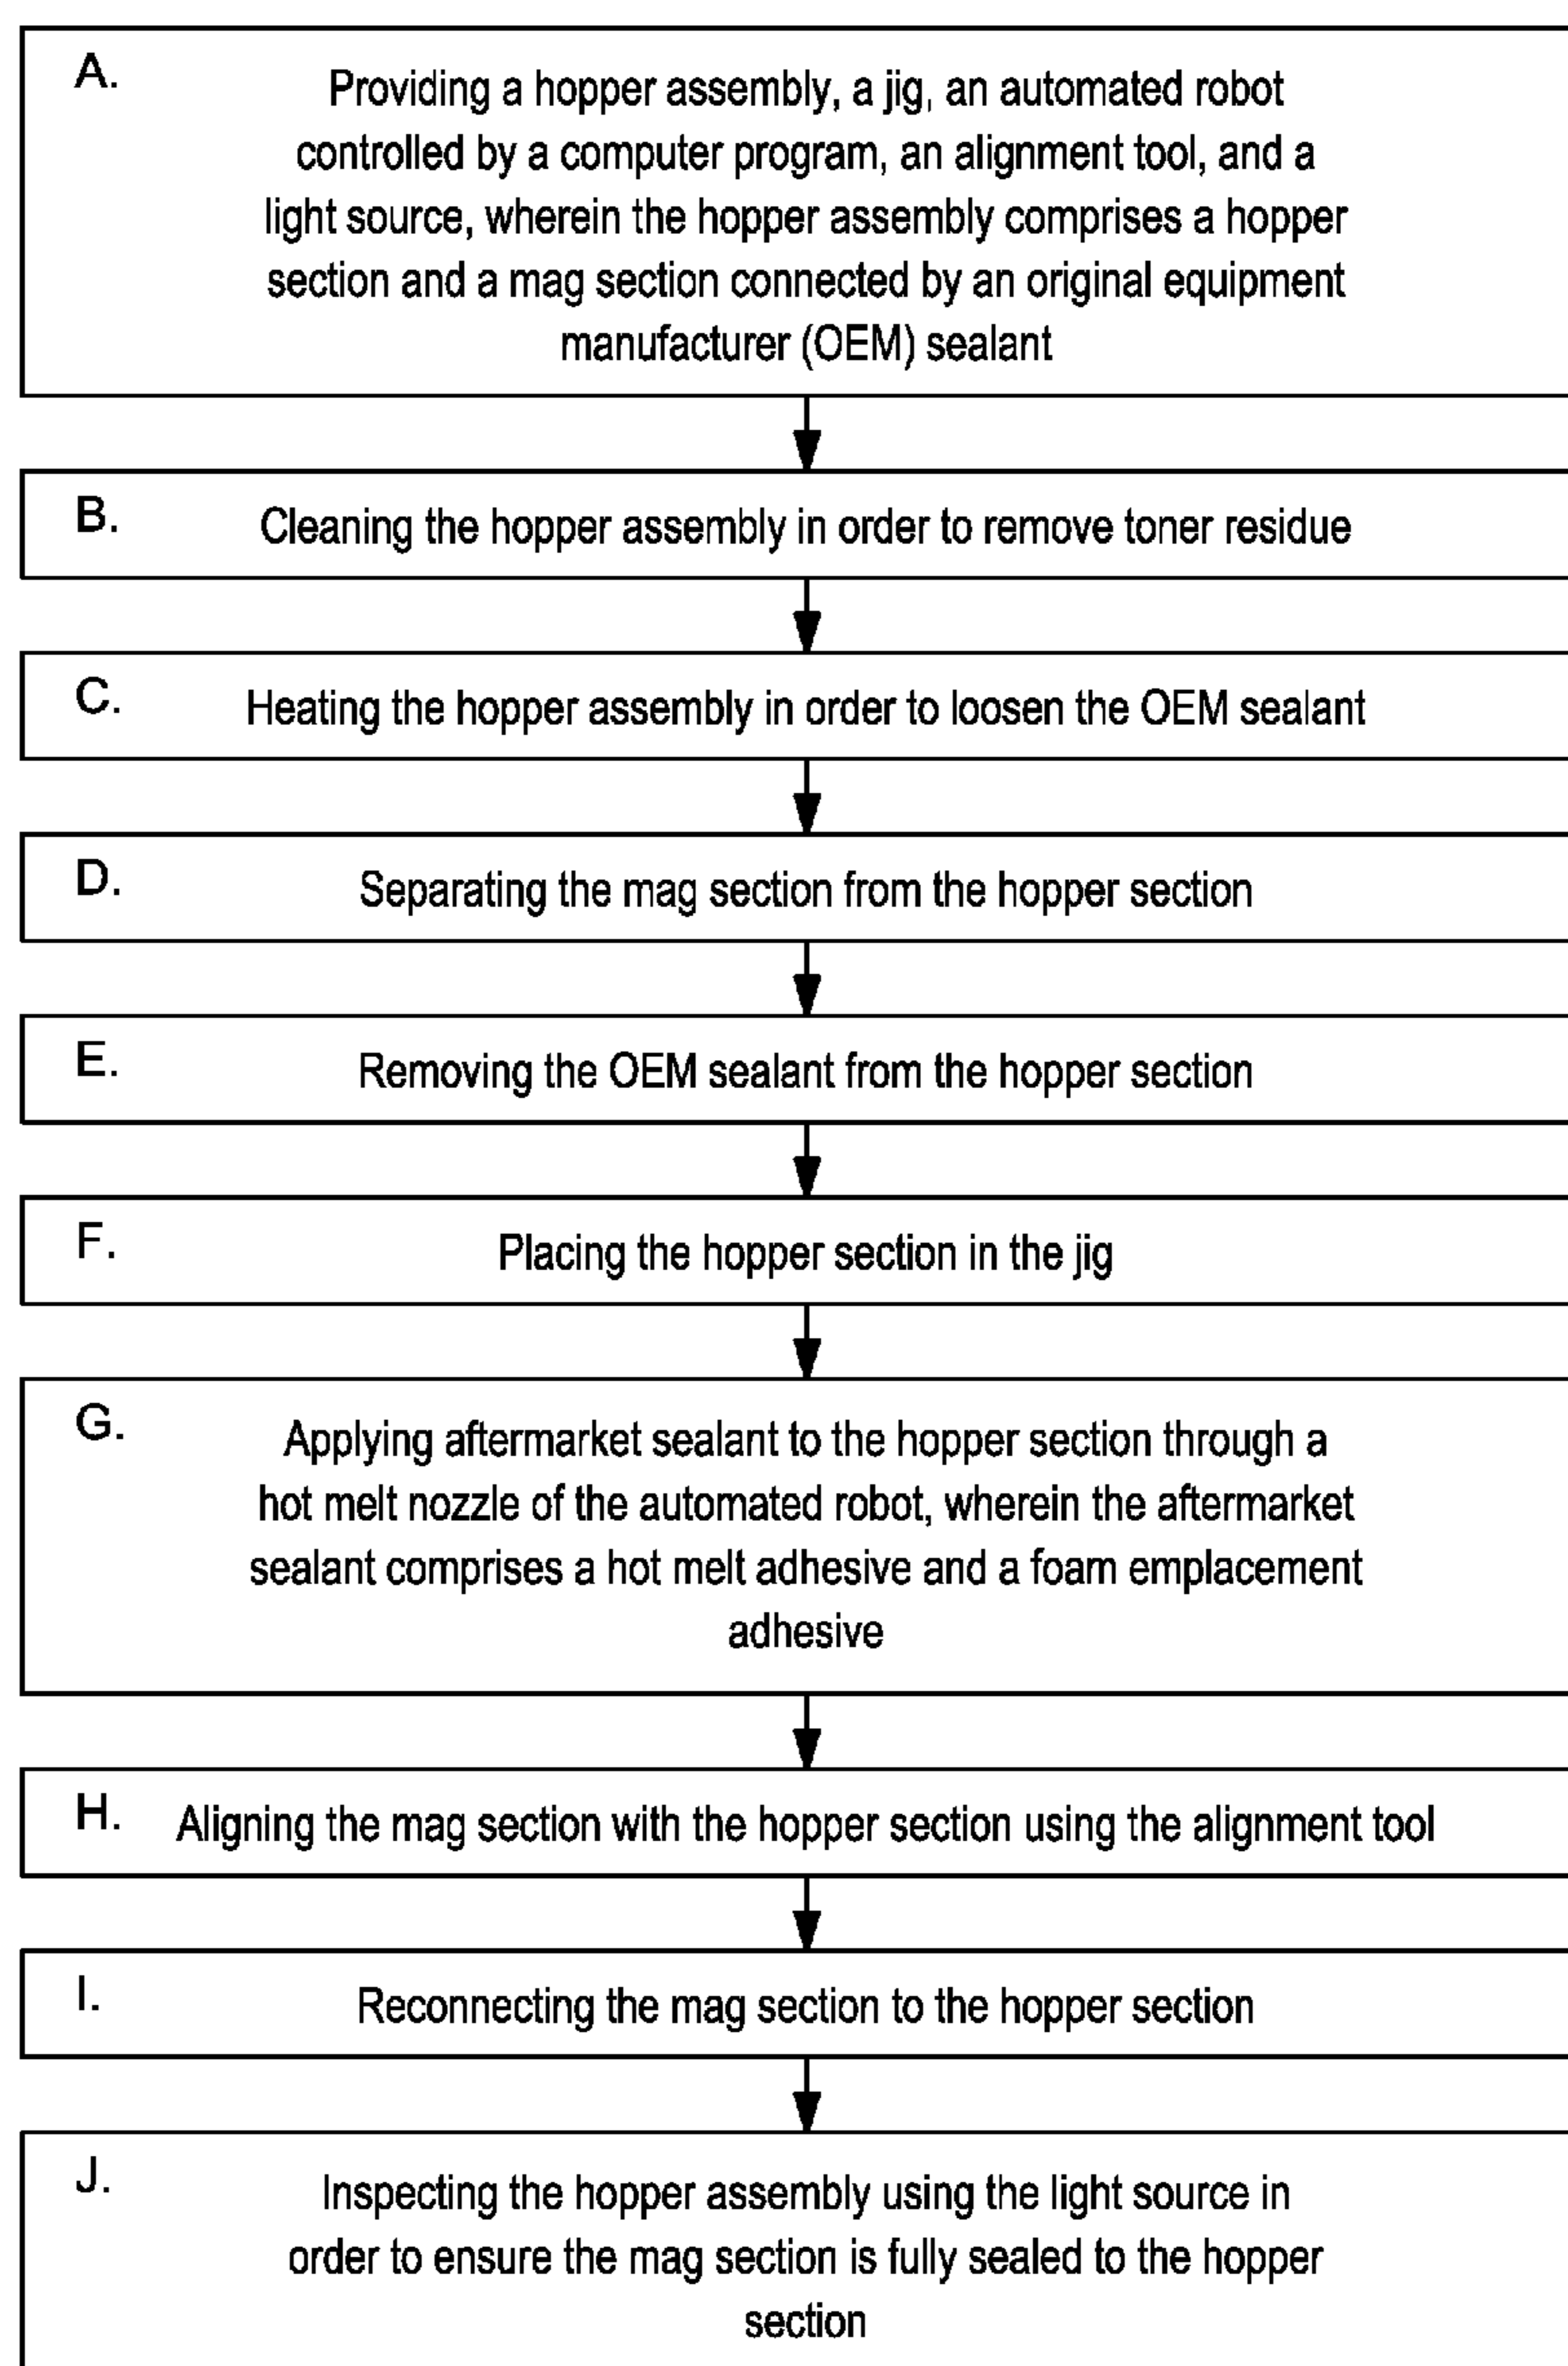 A.
Providing a hopper assembly, a jig, an automated robot
controlled by a computer program, an alignment tool, and a
light source, wherein the hopper assembly comprises a hopper
section and a mag section connected by an original equipment
manufacturer (OEM) sealant
B.
Cleaning the hopper assembly in order to remove toner residue
C.
Heating the hopper assembly in order to loosen the OEM sealant
D.
Separating the mag section from the hopper section
E.
Removing the OEM sealant from the hopper section
F.
Placing the hopper section in the jig
G.
Applying aftermarket sealant to the hopper section through a
hot melt nozzle of the automated robot, wherein the aftermarket
sealant comprises a hot melt adhesive and a foam emplacement
adhesive
H.
Aligning the mag section with the hopper section using the alignment tool
I.
Reconnecting the mag section to the hopper section
J.
Inspecting the hopper assembly using the light source in
order to ensure the mag section is fully sealed to the hopper
section